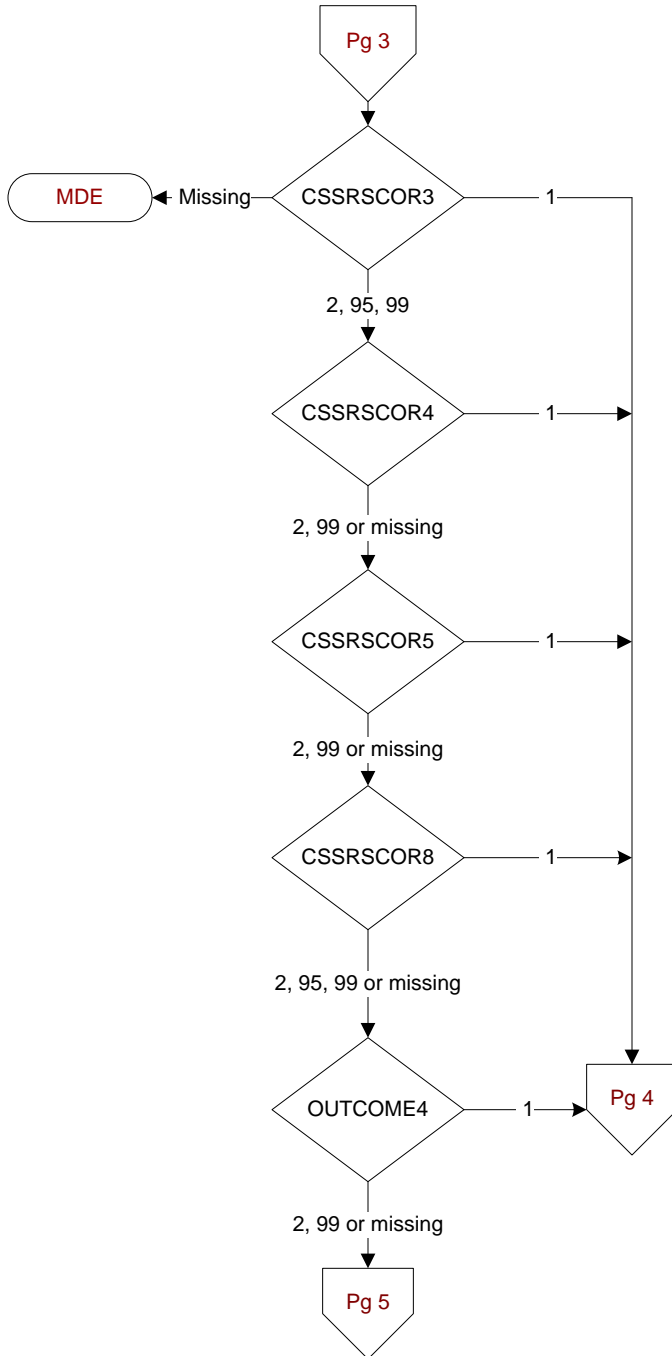 Pg 3
MDE
Missing
CSSRSCOR3
1
2, 95, 99
CSSRSCOR4
1
2, 99 or missing
CSSRSCOR5
1
2, 99 or missing
CSSRSCOR8
1
2, 95, 99 or missing
OUTCOME4
1
Pg 4
2, 99 or missing
Pg 5